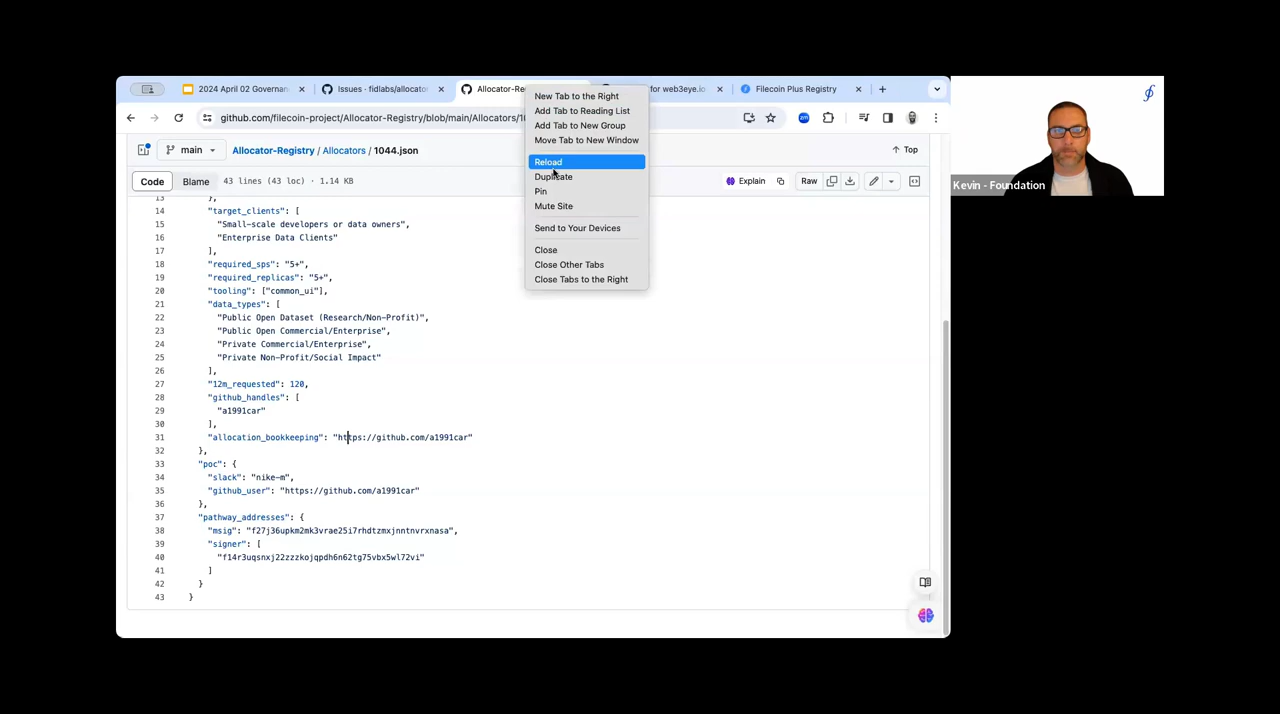 2024 April 02 Governan
Issues · fidlabs/allocator
Allocator-Re
for web3eye.io
Filecoin Plus Registry
github.com/filecoin-project/Allocator-Registry/blob/main/Allocators/1
main
Allocator-Registry / Allocators / 1044.json
Top
Code
Blame
43 lines (43 loc) · 1.14 KB
Explain
Raw
13 },
14 "target_clients": [
15 "Small-scale developers or data owners",
16 "Enterprise Data Clients"
17 ],
18 "required_sps": "5+",
19 "required_replicas": "5+",
20 "tooling": ["common_ui"],
21 "data_types": [
22 "Public Open Dataset (Research/Non-Profit)",
23 "Public Open Commercial/Enterprise",
24 "Private Commercial/Enterprise",
25 "Private Non-Profit/Social Impact"
26 ],
27 "12m_requested": 120,
28 "github_handles": [
29 "a1991car"
30 ],
31 "allocation_bookkeeping": "https://github.com/a1991car"
32 },
33 "poc": {
34 "slack": "nike-m",
35 "github_user": "https://github.com/a1991car"
36 },
37 "pathway_addresses": {
38 "msig": "f27j36upkm2mk3vrae25i7rhdtzmxjnntnvrxnasa",
39 "signer": [
40 "f14r3uqsnxj22zzzkojqpdh6n62tg75vbx5wl72vi"
41 ]
42 }
43 }
New Tab to the Right
Add Tab to Reading List
Add Tab to New Group
Move Tab to New Window
Reload
Duplicate
Pin
Mute Site
Send to Your Devices
Close
Close Other Tabs
Close Tabs to the Right
Kevin - Foundation